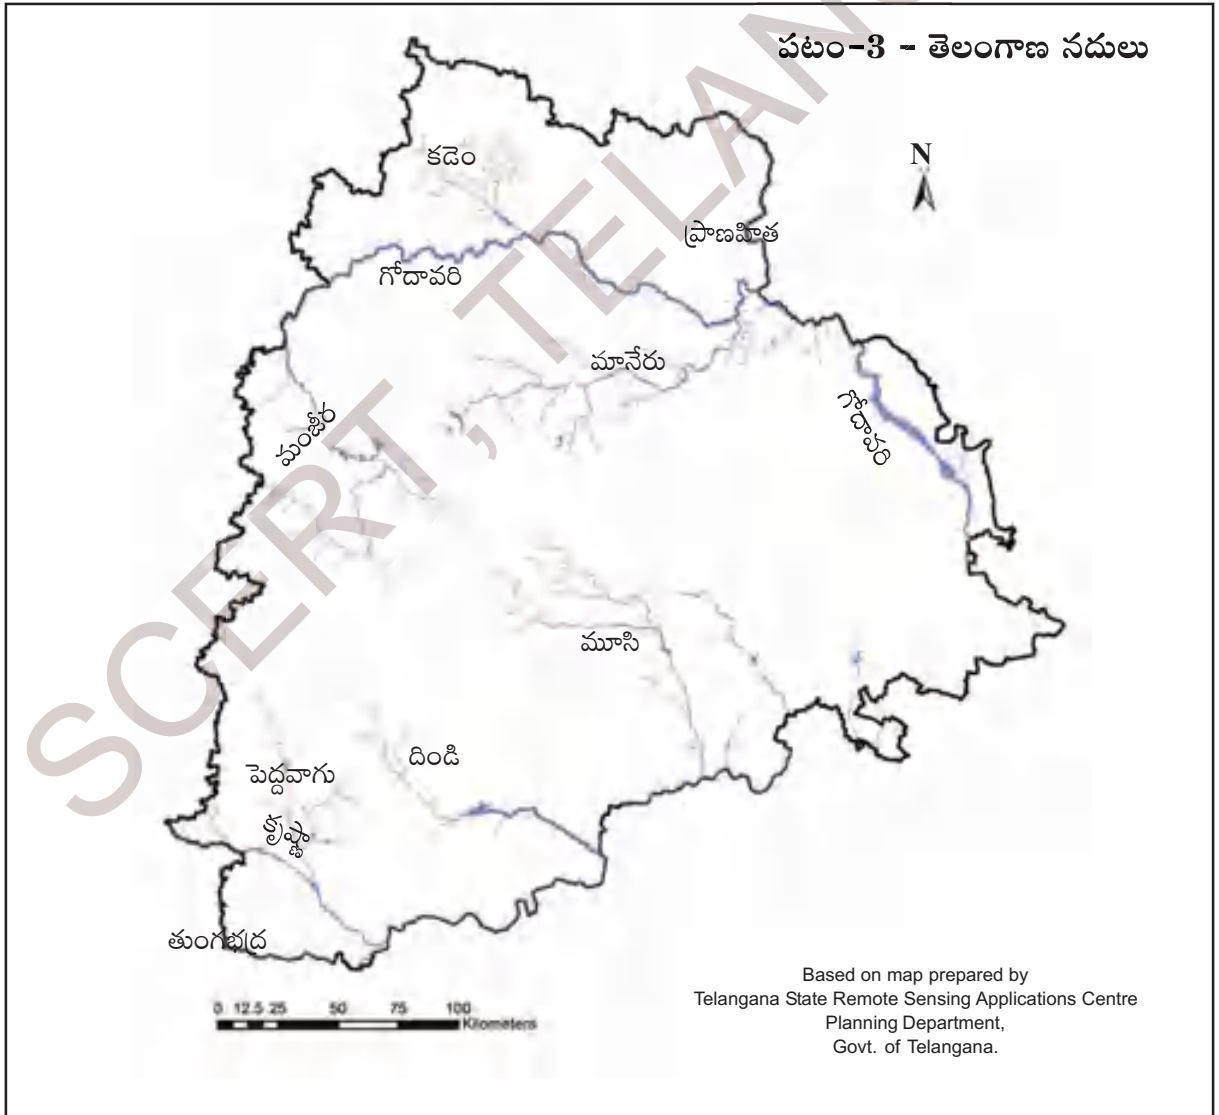 పటం-3 - తెలంగాణ నదులు
N
కడెం
ప్రాణహిత
గోదావరి
మానేరు
గోదావరి
మంజీర
మూసి
దిండి
పెద్దవాగు
కృష్ణా
తుంగభద్ర
0 12.5 25 50 75 100
Kilometers
Based on map prepared by
Telangana State Remote Sensing Applications Centre
Planning Department,
Govt. of Telangana.
SCERT, TELAN